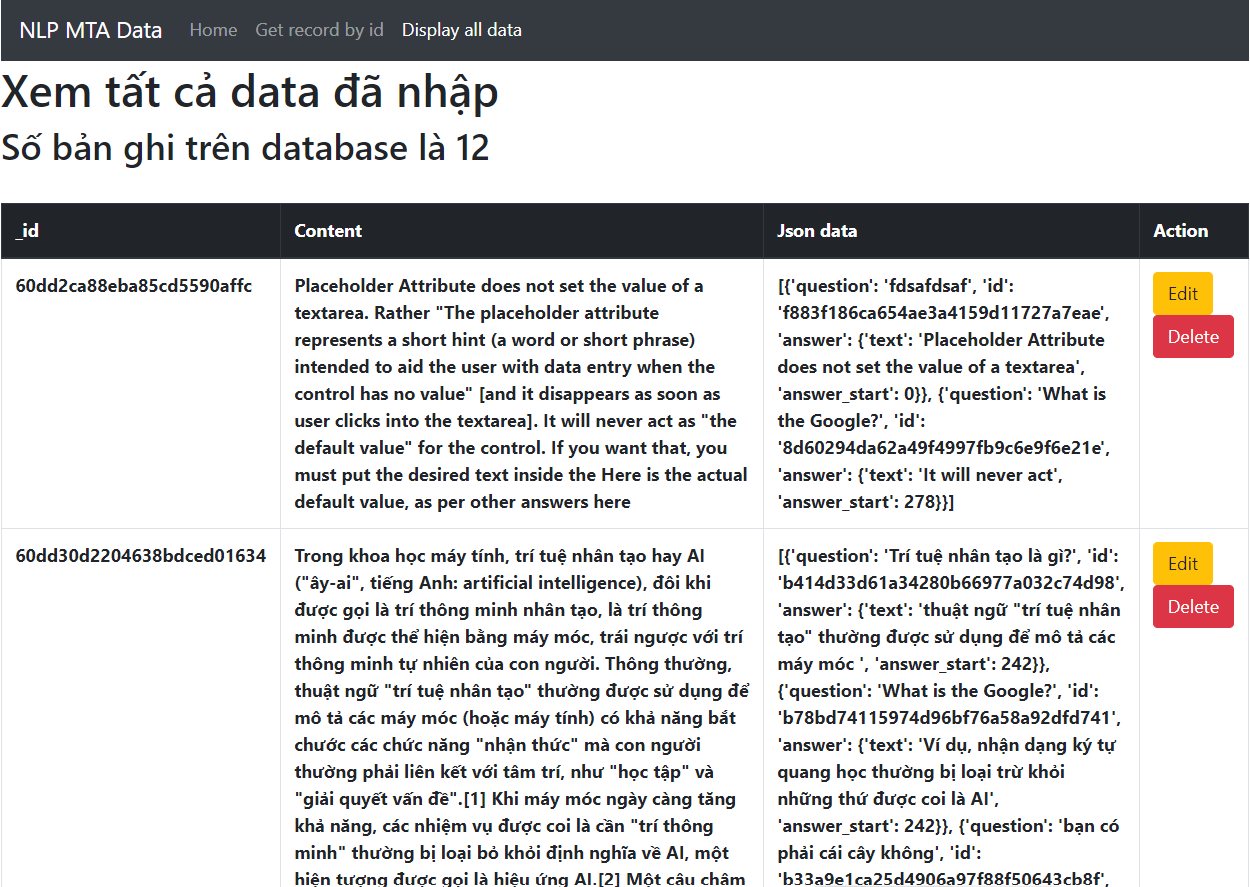 NLP MTA Data Home Get record by id Display all data
Xem tất cả data đã nhập
Số bản ghi trên database là 12
_id Content Json data Action
60dd2ca88eba85cd5590affc
Placeholder Attribute does not set the value of a
textarea. Rather "The placeholder attribute
represents a short hint (a word or short phrase)
intended to aid the user with data entry when the
control has no value" [and it disappears as soon as
user clicks into the textarea]. It will never act as "the
default value" for the control. If you want that, you
must put the desired text inside the Here is the actual
default value, as per other answers here
[{'question': 'fdsafdsaf', 'id':
'f883f186ca654ae3a4159d11727a7eae',
'answer': {'text': 'Placeholder Attribute
does not set the value of a textarea',
'answer_start': 0}}, {'question': 'What is
the Google?', 'id':
'8d60294da62a49f4997fb9c6e9f6e21e',
'answer': {'text': 'It will never act',
'answer_start': 278}}]
Edit
Delete
60dd30d2204638bdced01634
Trong khoa học máy tính, trí tuệ nhân tạo hay AI
("ây-ai", tiếng Anh: artificial intelligence), đôi khi
được gọi là trí thông minh nhân tạo, là trí thông
minh được thể hiện bằng máy móc, trái ngược với trí
thông minh tự nhiên của con người. Thông thường,
thuật ngữ "trí tuệ nhân tạo" thường được sử dụng để
mô tả các máy móc (hoặc máy tính) có khả năng bắt
chước các chức năng "nhận thức" mà con người
thường phải liên kết với tâm trí, như "học tập" và
"giải quyết vấn đề".[1] Khi máy móc ngày càng tăng
khả năng, các nhiệm vụ được coi là cần "trí thông
minh" thường bị loại bỏ khỏi định nghĩa về AI, một
hiện tượng được gọi là hiệu ứng AI.[2] Một câu châm
[{'question': 'Trí tuệ nhân tạo là gì?', 'id':
'b414d33d61a34280b66977a032c74d98',
'answer': {'text': 'thuật ngữ "trí tuệ nhân
tạo" thường được sử dụng để mô tả các
máy móc ', 'answer_start': 242}},
{'question': 'What is the Google?', 'id':
'b78bd74115974d96bf76a58a92dfd741',
'answer': {'text': 'Ví dụ, nhận dạng ký tự
quang học thường bị loại trừ khỏi
những thứ được coi là AI',
'answer_start': 242}}, {'question': 'bạn có
phải cái cây không', 'id':
'b33a9e1ca25d4906a97f88f50643cb8f',
Edit
Delete